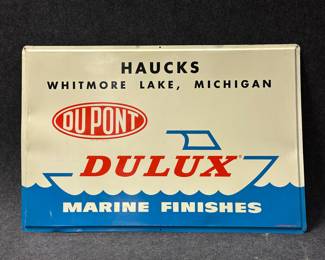 HAUCKS
WHITMORE LAKE, MICHIGAN
DU PONT
DULUX®
MARINE FINISHES